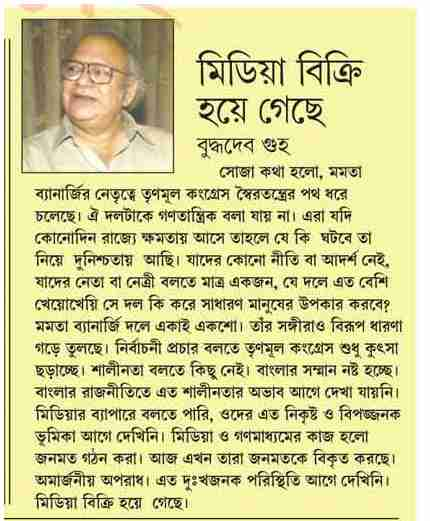 মিডিয়া বিক্রি
হয়ে গেছে
বুদ্ধদেব গুহ
সোজা কথা হলো, মমতা
ব্যানার্জির নেতৃত্বে তৃণমূল কংগ্রেস স্বৈরতন্ত্রের পথ ধরে
চলেছে। ঐ দলটাকে গণতান্ত্রিক বলা যায় না। এরা যদি
কোনোদিন রাজ্যে ক্ষমতায় আসে তাহলে যে কি ঘটবে তা
নিয়ে দুনিশ্চতায় আছি। যাদের কোনো নীতি বা আদর্শ নেই,
যাদের নেতা বা নেত্রী বলতে মাত্র একজন, যে দলে এত বেশি
খেয়োখেয়ি সে দল কি করে সাধারণ মানুষের উপকার করবে?
মমতা ব্যানার্জি দলে একাই একশো। তাঁর সঙ্গীরাও বিরূপ ধারণা
গড়ে তুলছে। নির্বাচনী প্রচার বলতে তৃণমূল কংগ্রেস শুধু কুৎসা
ছড়াচ্ছে। শালীনতা বলতে কিছু নেই। বাংলার সম্মান নষ্ট হচ্ছে।
বাংলার রাজনীতিতে এত শালীনতার অভাব আগে দেখা যায়নি।
মিডিয়ার ব্যাপারে বলতে পারি, ওদের এত নিকৃষ্ট ও বিপজ্জনক
ভূমিকা আগে দেখিনি। মিডিয়া ও গণমাধ্যমের কাজ হলো
জনমত গঠন করা। আজ এখন তারা জনমতকে বিকৃত করছে।
অমার্জনীয় অপরাধ। এত দুঃখজনক পরিস্থিতি আগে দেখিনি।
মিডিয়া বিক্রি হয়ে গেছে।